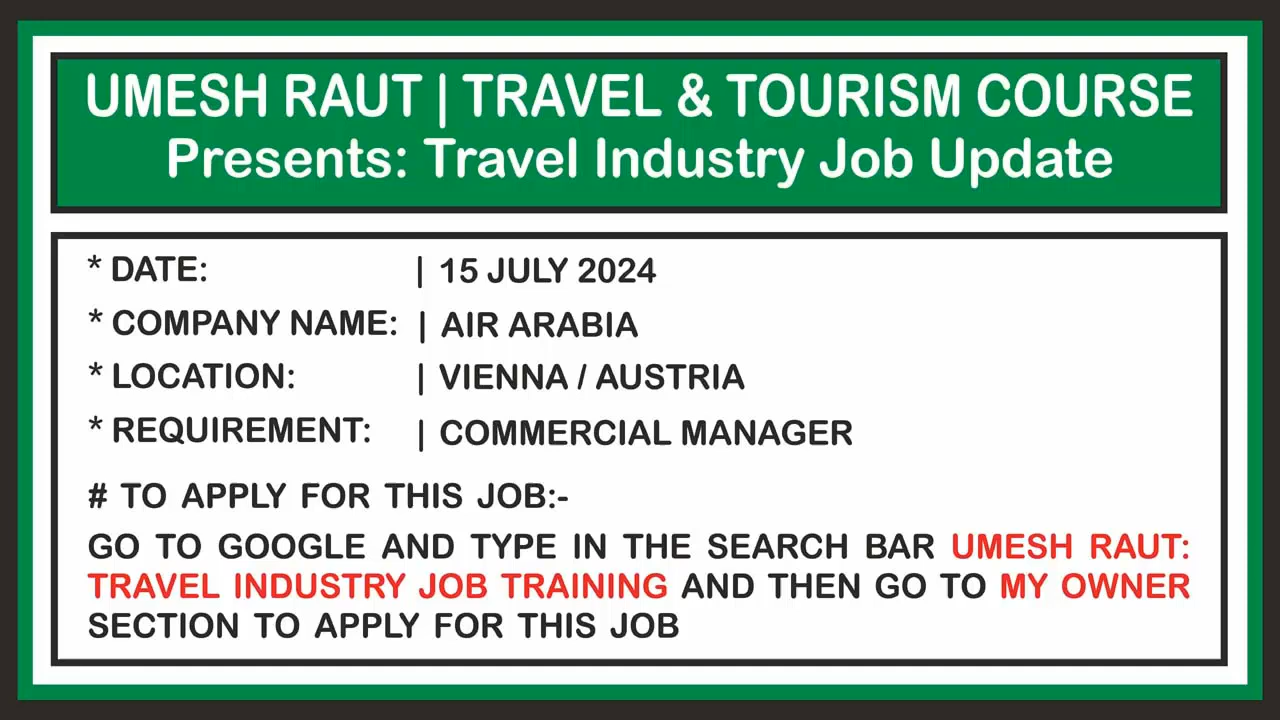 UMESH RAUT | TRAVEL & TOURISM COURSE
Presents: Travel Industry Job Update
* DATE: | 15 JULY 2024
* COMPANY NAME: | AIR ARABIA
* LOCATION: | VIENNA / AUSTRIA
* REQUIREMENT: | COMMERCIAL MANAGER
# TO APPLY FOR THIS JOB:-
GO TO GOOGLE AND TYPE IN THE SEARCH BAR UMESH RAUT:
TRAVEL INDUSTRY JOB TRAINING AND THEN GO TO MY OWNER
SECTION TO APPLY FOR THIS JOB